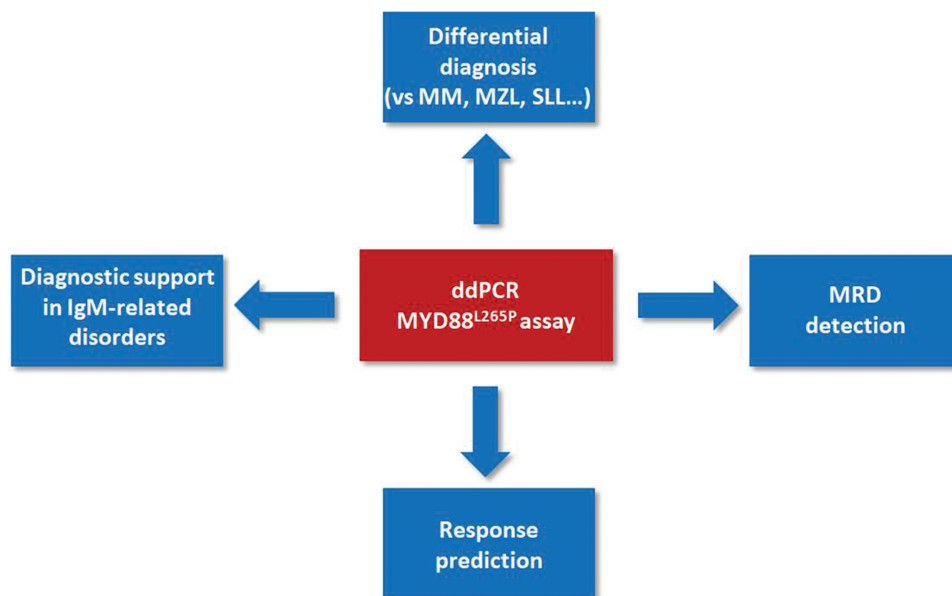 Differential
diagnosis
(vs MM, MZL, SLL...)
Diagnostic support
in IgM-related
disorders
ddPCR
MYD88L265P assay
MRD
detection
Response
prediction